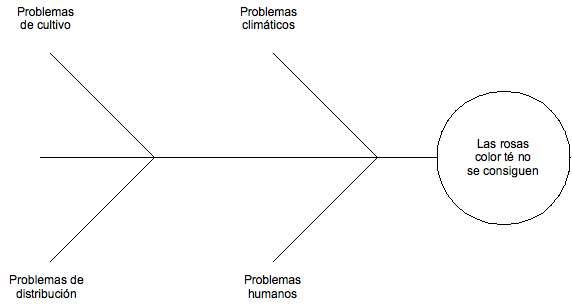 Problemas
de cultivo
Problemas
climáticos
Las rosas
color té no
se consiguen
Problemas de
distribución
Problemas
humanos